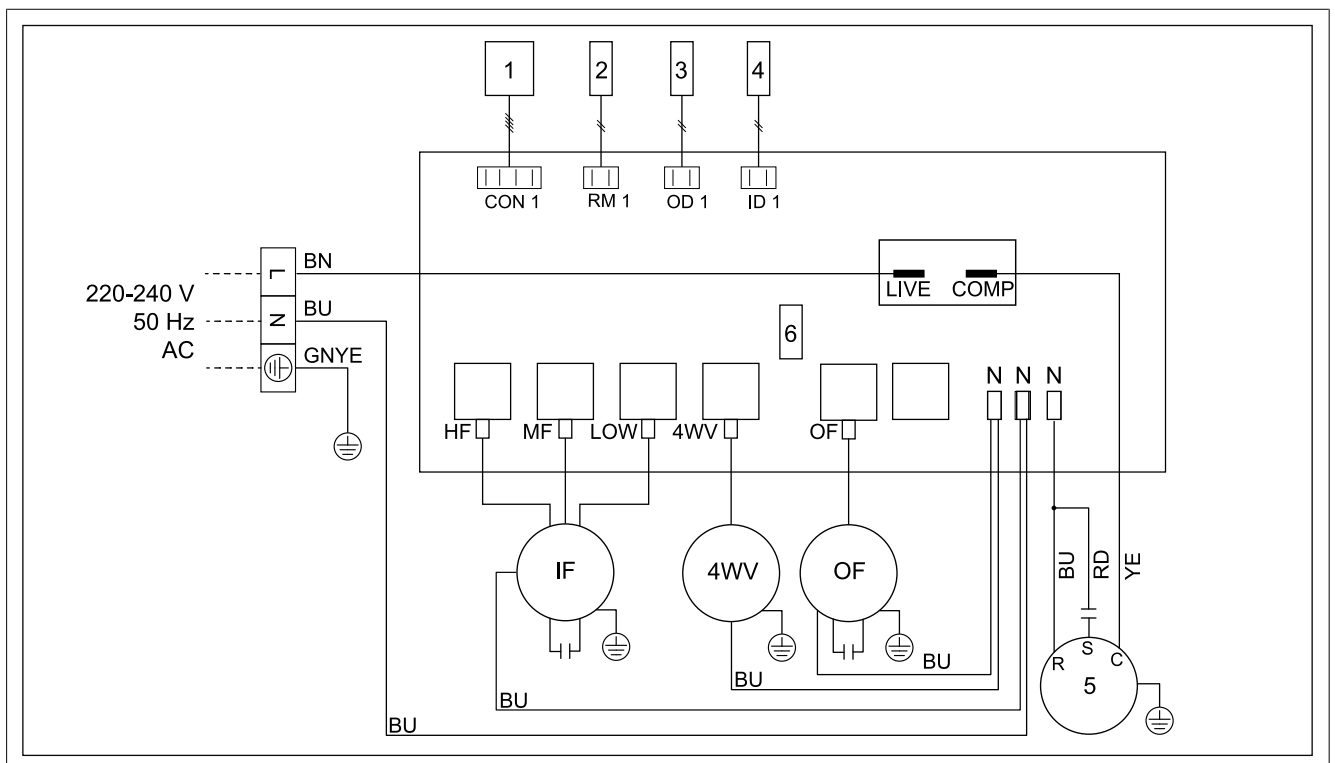 1
2
3
4
CON 1
RM 1
OD 1
ID 1
220-240 V
50 Hz
AC
L
N
BN
BU
GNYE
LIVE
COMP
6
HF
MF
LOW
4WV
OF
N
N
N
IF
4WV
OF
BU
RD
YE
R
S
C
5
BU
BU
BU
BU